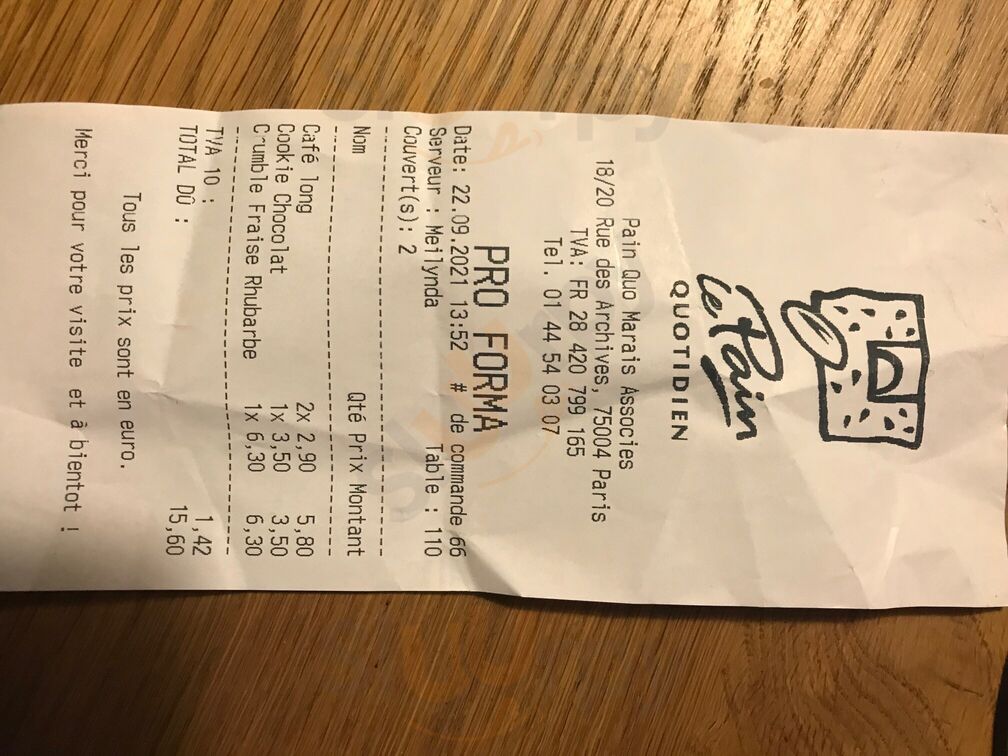 le Pain
QUOTIDIEN
Pain Quo Marais Associes
18/20 Rue des Archives, 75004 Paris
TVA: FR 28 420 799 165
Tel. 01 44 54 03 07
PRO FORMA
Date: 22.09.2021 13:52 # de commande 66
Serveur : Meilynda Table : 110
Couvert(s): 2
Nom Qté Prix Montant
Café long 2x 2,90 5,80
Cookie Chocolat 1x 3,50 3,50
Crumble Fraise Rhubarbe 1x 6,30 6,30
TVA 10 : 1,42
TOTAL DÛ : 15,60
Tous les prix sont en euro.
Merci pour votre visite et à bientot !